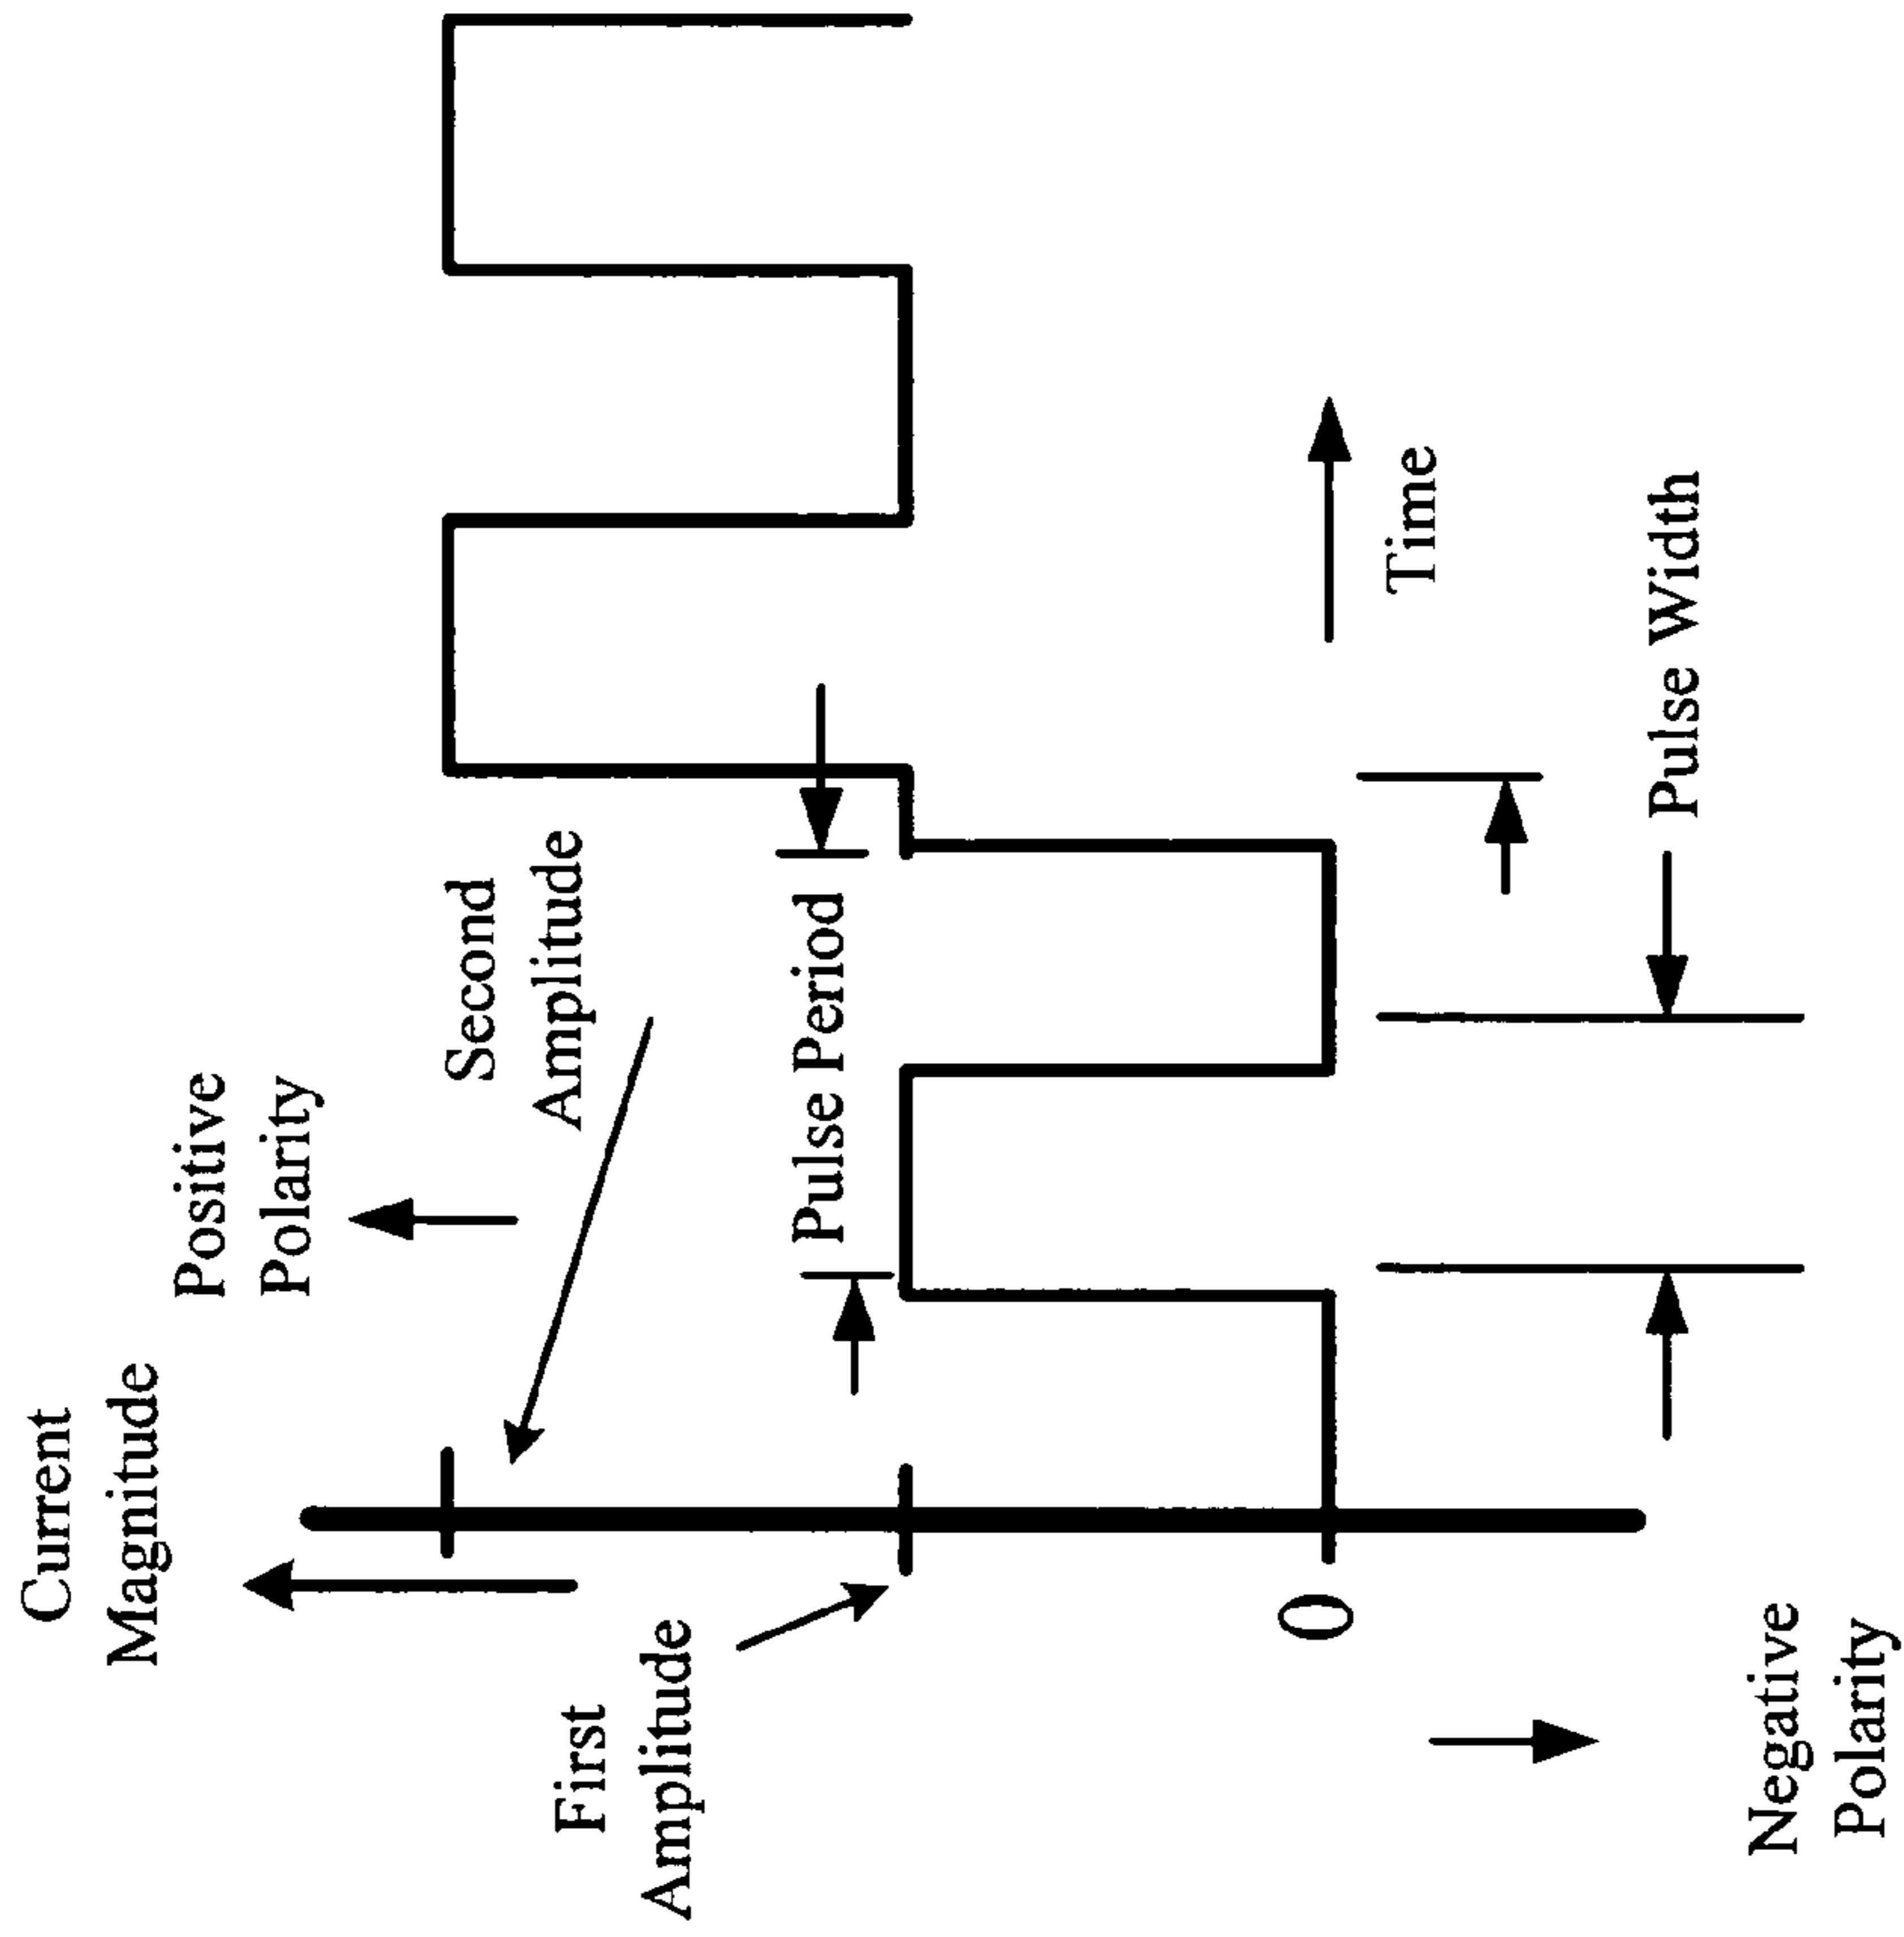 Current
Magnitude
Positive
Polarity
Second
Amplitude
First
Amplitude
Pulse Period
0
Time
Pulse Width
Negative
Polarity